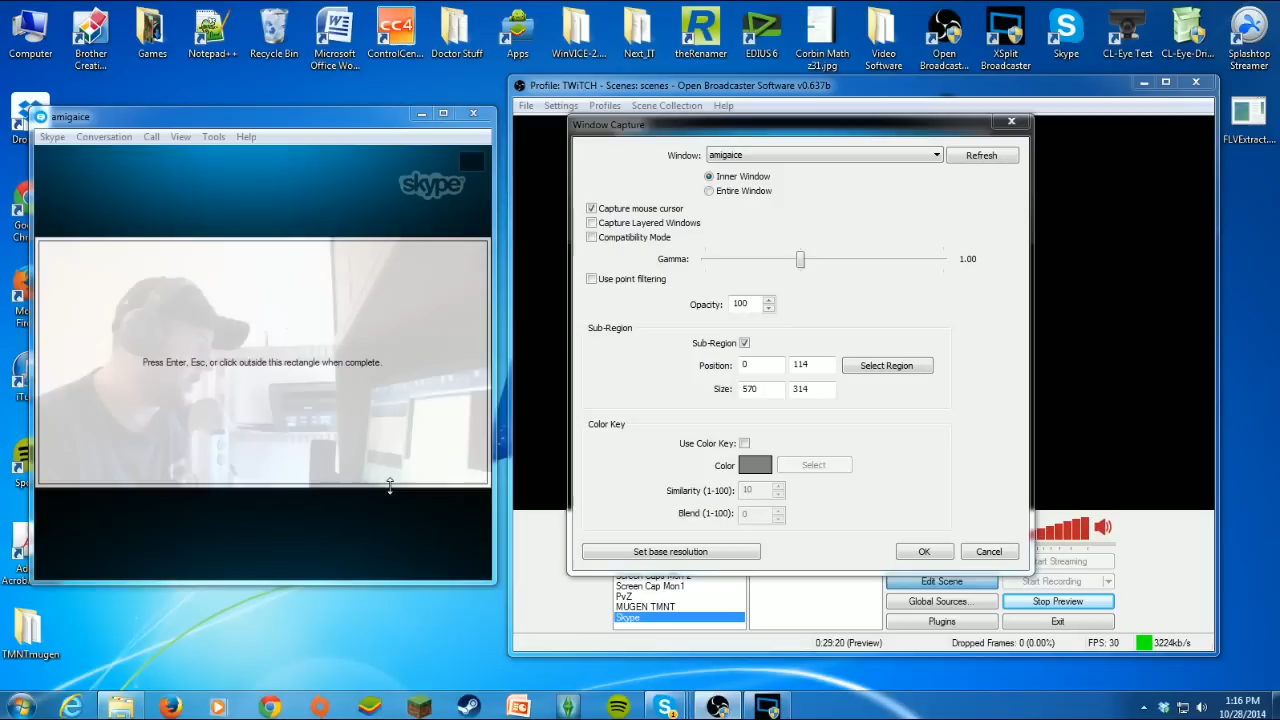 Computer
Brother
Creati...
Games
Notepad++
Recycle Bin
Microsoft
Office Wo...
ControlCen...
Doctor Stuff
Apps
WinVICE-2....
Next_IT
theRenamer
EDIUS 6
Corbin Math
z31.jpg
Video
Software
Open
Broadcast...
XSplit
Broadcaster
Skype
CL-Eye Test
CL-Eye-Dri...
Splashtop
Streamer
FLVExtract....
TMNTmugen
amigaice
Skype
Conversation
Call
View
Tools
Help
skype
Press Enter, Esc, or click outside this rectangle when complete.
Profile: TWiTCH - Scenes: scenes - Open Broadcaster Software v0.637b
File
Settings
Profiles
Scene Collection
Help
Window Capture
Window:
amigaice
Refresh
Inner Window
Entire Window
Capture mouse cursor
Capture Layered Windows
Compatibility Mode
Gamma:
1.00
Use point filtering
Opacity:
100
Sub-Region
Sub-Region
Position:
0
114
Select Region
Size:
570
314
Color Key
Use Color Key:
Color
Select
Similarity (1-100):
10
Blend (1-100):
0
Set base resolution
OK
Cancel
Screen Cap Mon1
PvZ
MUGEN TMNT
Skype
Edit Scene
Global Sources...
Plugins
Start Recording
Stop Preview
Exit
0:29:20 (Preview)
Dropped Frames: 0 (0.00%)
FPS: 30
3224kb/s
1:16 PM
10/28/2014